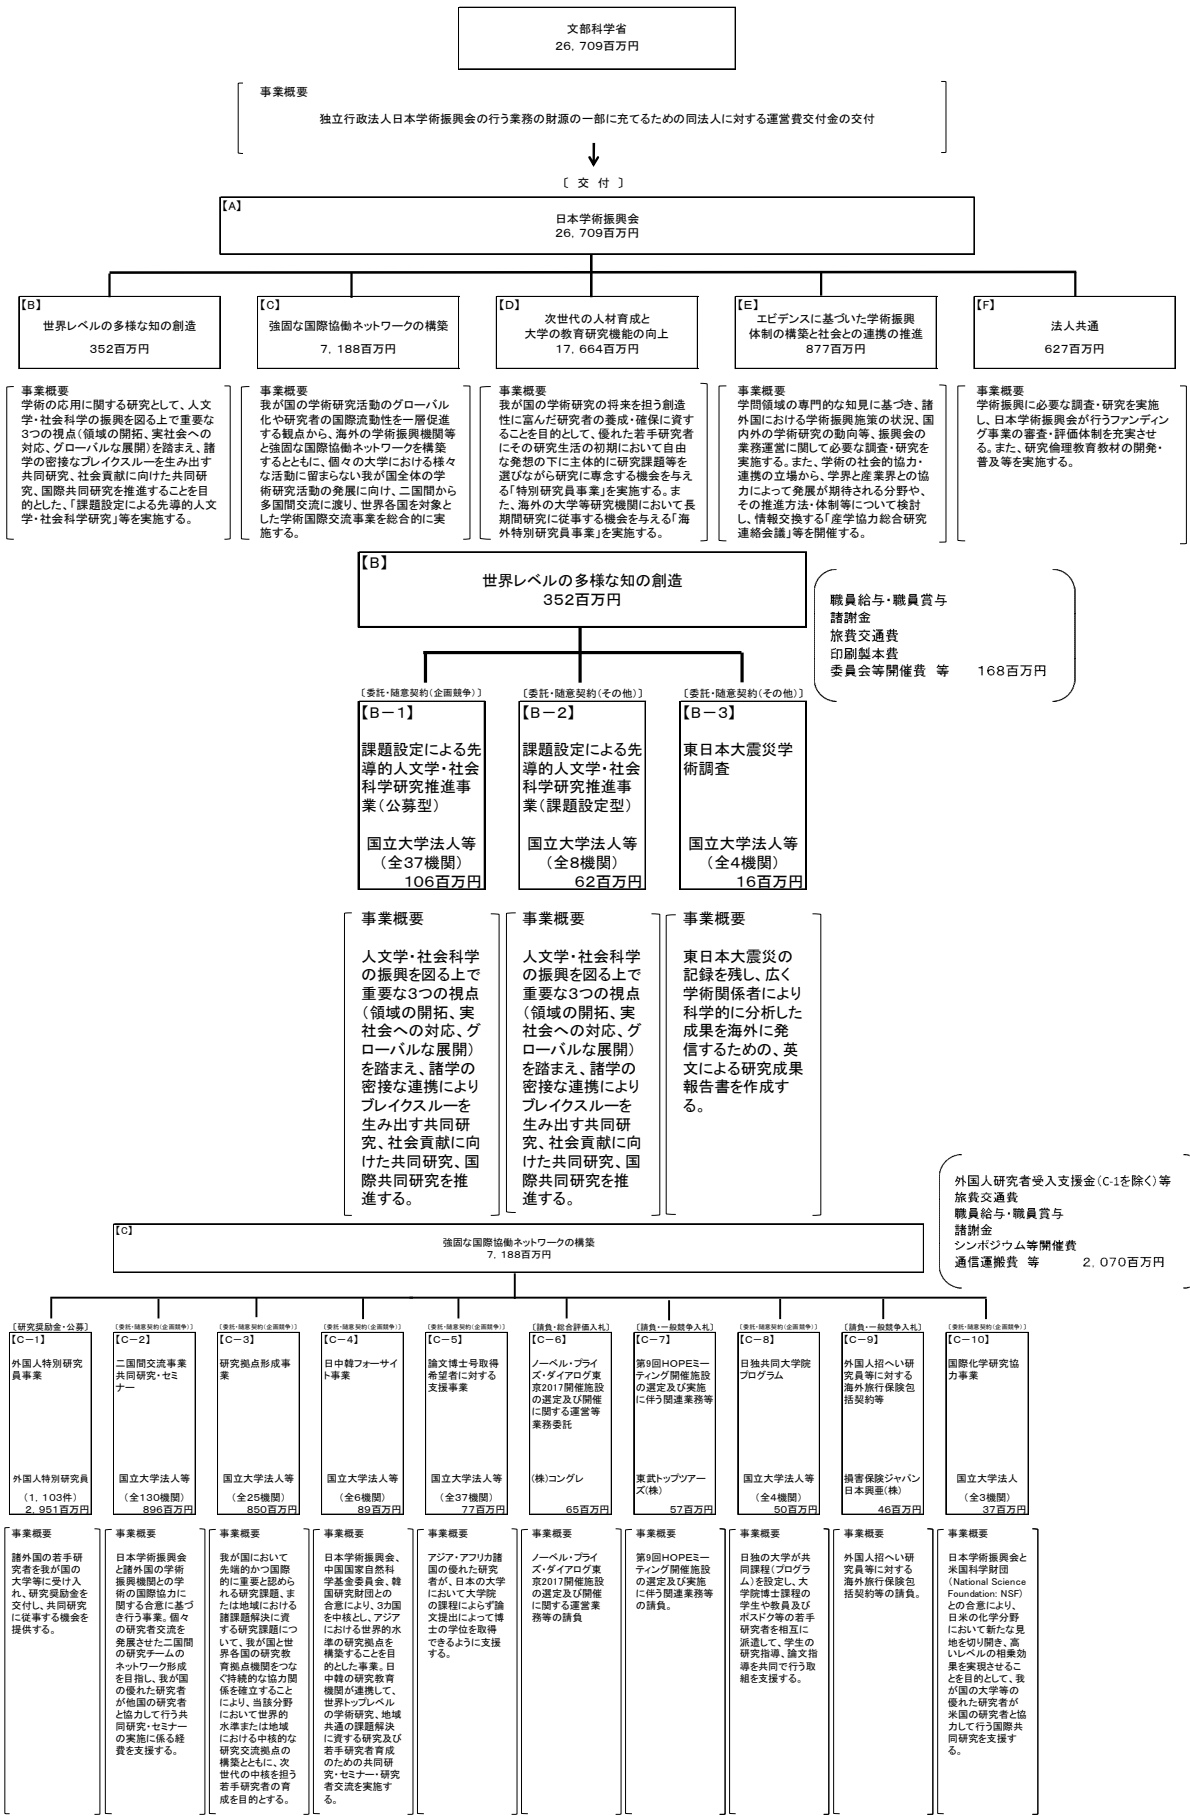 文部科学省
26,709百万円
事業概要
独立行政法人日本学術振興会の行う業務の財源の一部に充てるための同法人に対する運営費交付金の交付
〔 交 付 〕
【A】
日本学術振興会
26,709百万円
【B】
世界レベルの多様な知の創造
352百万円
【C】
強固な国際協働ネットワークの構築
7,188百万円
【D】
次世代の人材育成と
大学の教育研究機能の向上
17,664百万円
【E】
エビデンスに基づいた学術振興
体制の構築と社会との連携の推進
877百万円
【F】
法人共通
627百万円
事業概要
学術の応用に関する研究として、人文
学・社会科学の振興を図る上で重要な
3つの視点(領域の開拓、実社会への
対応、グローバルな展開)を踏まえ、諸
学の密接なブレイクスルーを生み出す
共同研究、社会貢献に向けた共同研
究、国際共同研究を推進することを目
的とした、「課題設定による先導的人文
学・社会科学研究」等を実施する。
事業概要
我が国の学術研究活動のグローバル
化や研究者の国際流動性を一層促進
する観点から、海外の学術振興機関等
と強固な国際協働ネットワークを構築
するとともに、個々の大学における様々
な活動に留まらない我が国全体の学
術研究活動の発展に向け、二国間から
多国間交流に渡り、世界各国を対象と
した学術国際交流事業を総合的に実
施する。
事業概要
我が国の学術研究の将来を担う創造
性に富んだ研究者の養成・確保に資す
ることを目的として、優れた若手研究者
にその研究生活の初期において自由
な発想の下に主体的に研究課題等を
選びながら研究に専念する機会を与え
る「特別研究員事業」を実施する。ま
た、海外の大学等研究機関において長
期間研究に従事する機会を与える「海
外特別研究員事業」を実施する。
事業概要
学問領域の専門的な知見に基づき、諸
外国における学術振興施策の状況、国
内外の学術研究の動向等、振興会の
業務運営に関して必要な調査・研究を
実施する。また、学術の社会的協力・
連携の立場から、学界と産業界との協
力によって発展が期待される分野や、
その推進方法・体制等について検討
し、情報交換する「産学協力総合研究
連絡会議」等を開催する。
事業概要
学術振興に必要な調査・研究を実施
し、日本学術振興会が行うファンディン
グ事業の審査・評価体制を充実させ
る。また、研究倫理教育教材の開発・
普及等を実施する。
【B】
世界レベルの多様な知の創造
352百万円
職員給与・職員賞与
諸謝金
旅費交通費
印刷製本費
委員会等開催費 等 168百万円
〔委託・随意契約(企画競争)〕
【B-1】
課題設定による先
導的人文学・社会
科学研究推進事
業(公募型)
国立大学法人等
(全37機関)
106百万円
〔委託・随意契約(その他)〕
【B-2】
課題設定による先
導的人文学・社会
科学研究推進事
業(課題設定型)
国立大学法人等
(全8機関)
62百万円
〔委託・随意契約(その他)〕
【B-3】
東日本大震災学
術調査
国立大学法人等
(全4機関)
16百万円
事業概要
人文学・社会科学
の振興を図る上で
重要な3つの視点
(領域の開拓、実
社会への対応、グ
ローバルな展開)
を踏まえ、諸学の
密接な連携により
ブレイクスルーを
生み出す共同研
究、社会貢献に向
けた共同研究、国
際共同研究を推
進する。
事業概要
人文学・社会科学
の振興を図る上で
重要な3つの視点
(領域の開拓、実
社会への対応、グ
ローバルな展開)
を踏まえ、諸学の
密接な連携により
ブレイクスルーを
生み出す共同研
究、社会貢献に向
けた共同研究、国
際共同研究を推
進する。
事業概要
東日本大震災の
記録を残し、広く
学術関係者により
科学的に分析した
成果を海外に発
信するための、英
文による研究成果
報告書を作成す
る。
【C】
強固な国際協働ネットワークの構築
7,188百万円
外国人研究者受入支援金(C-1を除く)等
旅費交通費
職員給与・職員賞与
諸謝金
シンポジウム等開催費
通信運搬費 等 2,070百万円
〔研究奨励金・公募〕
【C-1】
外国人特別研究
員事業
外国人特別研究員
(1,103件)
2,951百万円
〔委託・随意契約(企画競争)〕
【C-2】
二国間交流事業
共同研究・セミ
ナー
国立大学法人等
(全130機関)
896百万円
〔委託・随意契約(企画競争)〕
【C-3】
研究拠点形成事
業
国立大学法人等
(全25機関)
850百万円
〔委託・随意契約(企画競争)〕
【C-4】
日中韓フォーサイ
ト事業
国立大学法人等
(全6機関)
89百万円
〔委託・随意契約(企画競争)〕
【C-5】
論文博士号取得
希望者に対する
支援事業
国立大学法人等
(全37機関)
77百万円
〔請負・総合評価入札〕
【C-6】
ノーベル・プライ
ズ・ダイアログ東
京2017開催施設
の選定及び開催
に関する運営等
業務委託
(株)コングレ
65百万円
〔請負・一般競争入札〕
【C-7】
第9回HOPEミー
ティング開催施設
の選定及び実施
に伴う関連業務等
東武トップツアー
ズ(株)
57百万円
〔委託・随意契約(企画競争)〕
【C-8】
日独共同大学院
プログラム
国立大学法人等
(全4機関)
50百万円
〔請負・一般競争入札〕
【C-9】
外国人招へい研
究員等に対する
海外旅行保険包
括契約等
損害保険ジャパン
日本興亜(株)
46百万円
〔委託・随意契約(企画競争)〕
【C-10】
国際化学研究協
力事業
国立大学法人
(全3機関)
37百万円
事業概要
諸外国の若手研
究者を我が国の
大学等に受け入
れ、研究奨励金を
交付し、共同研究
に従事する機会を
提供する。
事業概要
日本学術振興会
と諸外国の学術
振興機関との学
術の国際協力に
関する合意に基づ
き行う事業。個々
の研究者交流を
発展させた二国間
の研究チームの
ネットワーク形成
を目指し、我が国
の優れた研究者
が他国の研究者
と協力して行う共
同研究・セミナー
の実施に係る経
費を支援する。
事業概要
我が国において
先端的かつ国際
的に重要と認めら
れる研究課題、ま
たは地域における
諸課題解決に資
する研究課題につ
いて、我が国と世
界各国の研究教
育拠点機関をつな
ぐ持続的な協力関
係を確立すること
により、当該分野
において世界的
水準または地域
における中核的な
研究交流拠点の
構築とともに、次
世代の中核を担う
若手研究者の育
成を目的とする。
事業概要
日本学術振興会、
中国国家自然科
学基金委員会、韓
国研究財団との
合意により、3カ国
を中核とし、アジア
における世界的水
準の研究拠点を
構築することを目
的とした事業。日
中韓の研究教育
機関が連携して、
世界トップレベル
の学術研究、地域
共通の課題解決
に資する研究及び
若手研究者育成
のための共同研
究・セミナー・研究
者交流を実施す
る。
事業概要
アジア・アフリカ諸
国の優れた研究
者が、日本の大学
において大学院
の課程によらず論
文提出によって博
士の学位を取得
できるように支援
する。
事業概要
ノーベル・プライ
ズ・ダイアログ東
京2017開催施設
の選定及び開催
に関する運営業
務等の請負
事業概要
第9回HOPEミー
ティング開催施設
の選定及び実施
に伴う関連業務等
の請負。
事業概要
日独の大学が共
同課程(プログラ
ム)を設定し、大
学院博士課程の
学生や教員及び
ポスドク等の若手
研究者を相互に
派遣して、学生の
研究指導、論文指
導を共同で行う取
組を支援する。
事業概要
外国人招へい研
究員等に対する
海外旅行保険包
括契約等の請負。
事業概要
日本学術振興会と
米国科学財団
(National Science
Foundation: NSF)
との合意により、
日米の化学分野
において新たな見
地を切り開き、高
いレベルの相乗効
果を実現させるこ
とを目的として、我
が国の大学等の
優れた研究者が
米国の研究者と協
力して行う国際共
同研究を支援す
る。